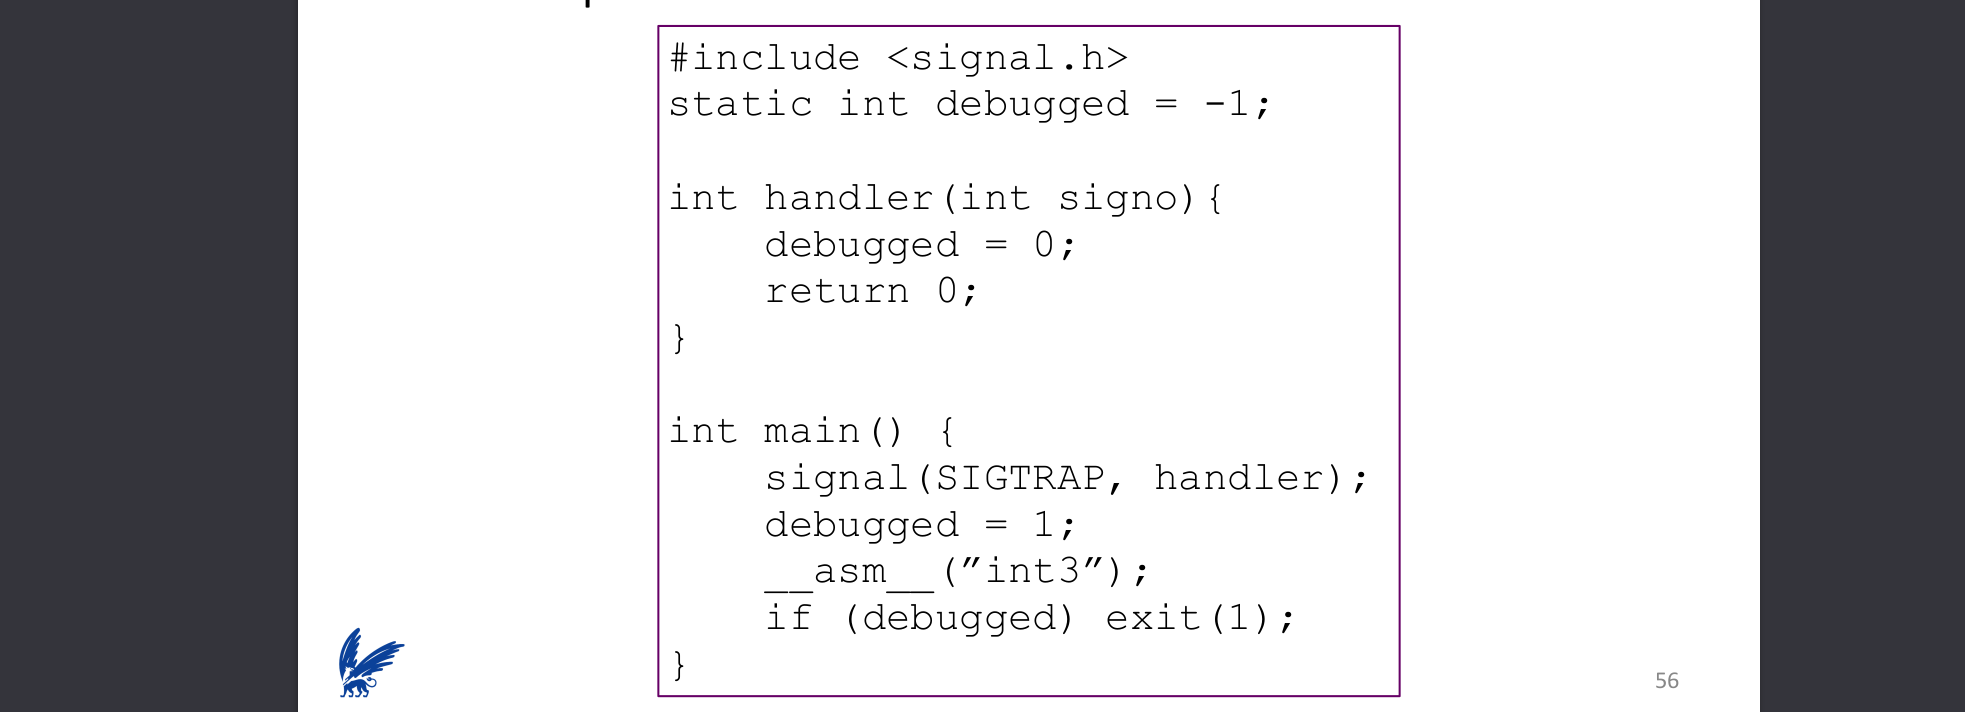 #include <signal.h>
static int debugged = -1;
int handler(int signo){
    debugged = 0;
    return 0;
}
int main() {
    signal(SIGTRAP, handler);
    debugged = 1;
    __asm__(”int3”);
    if (debugged) exit(1);
}
56